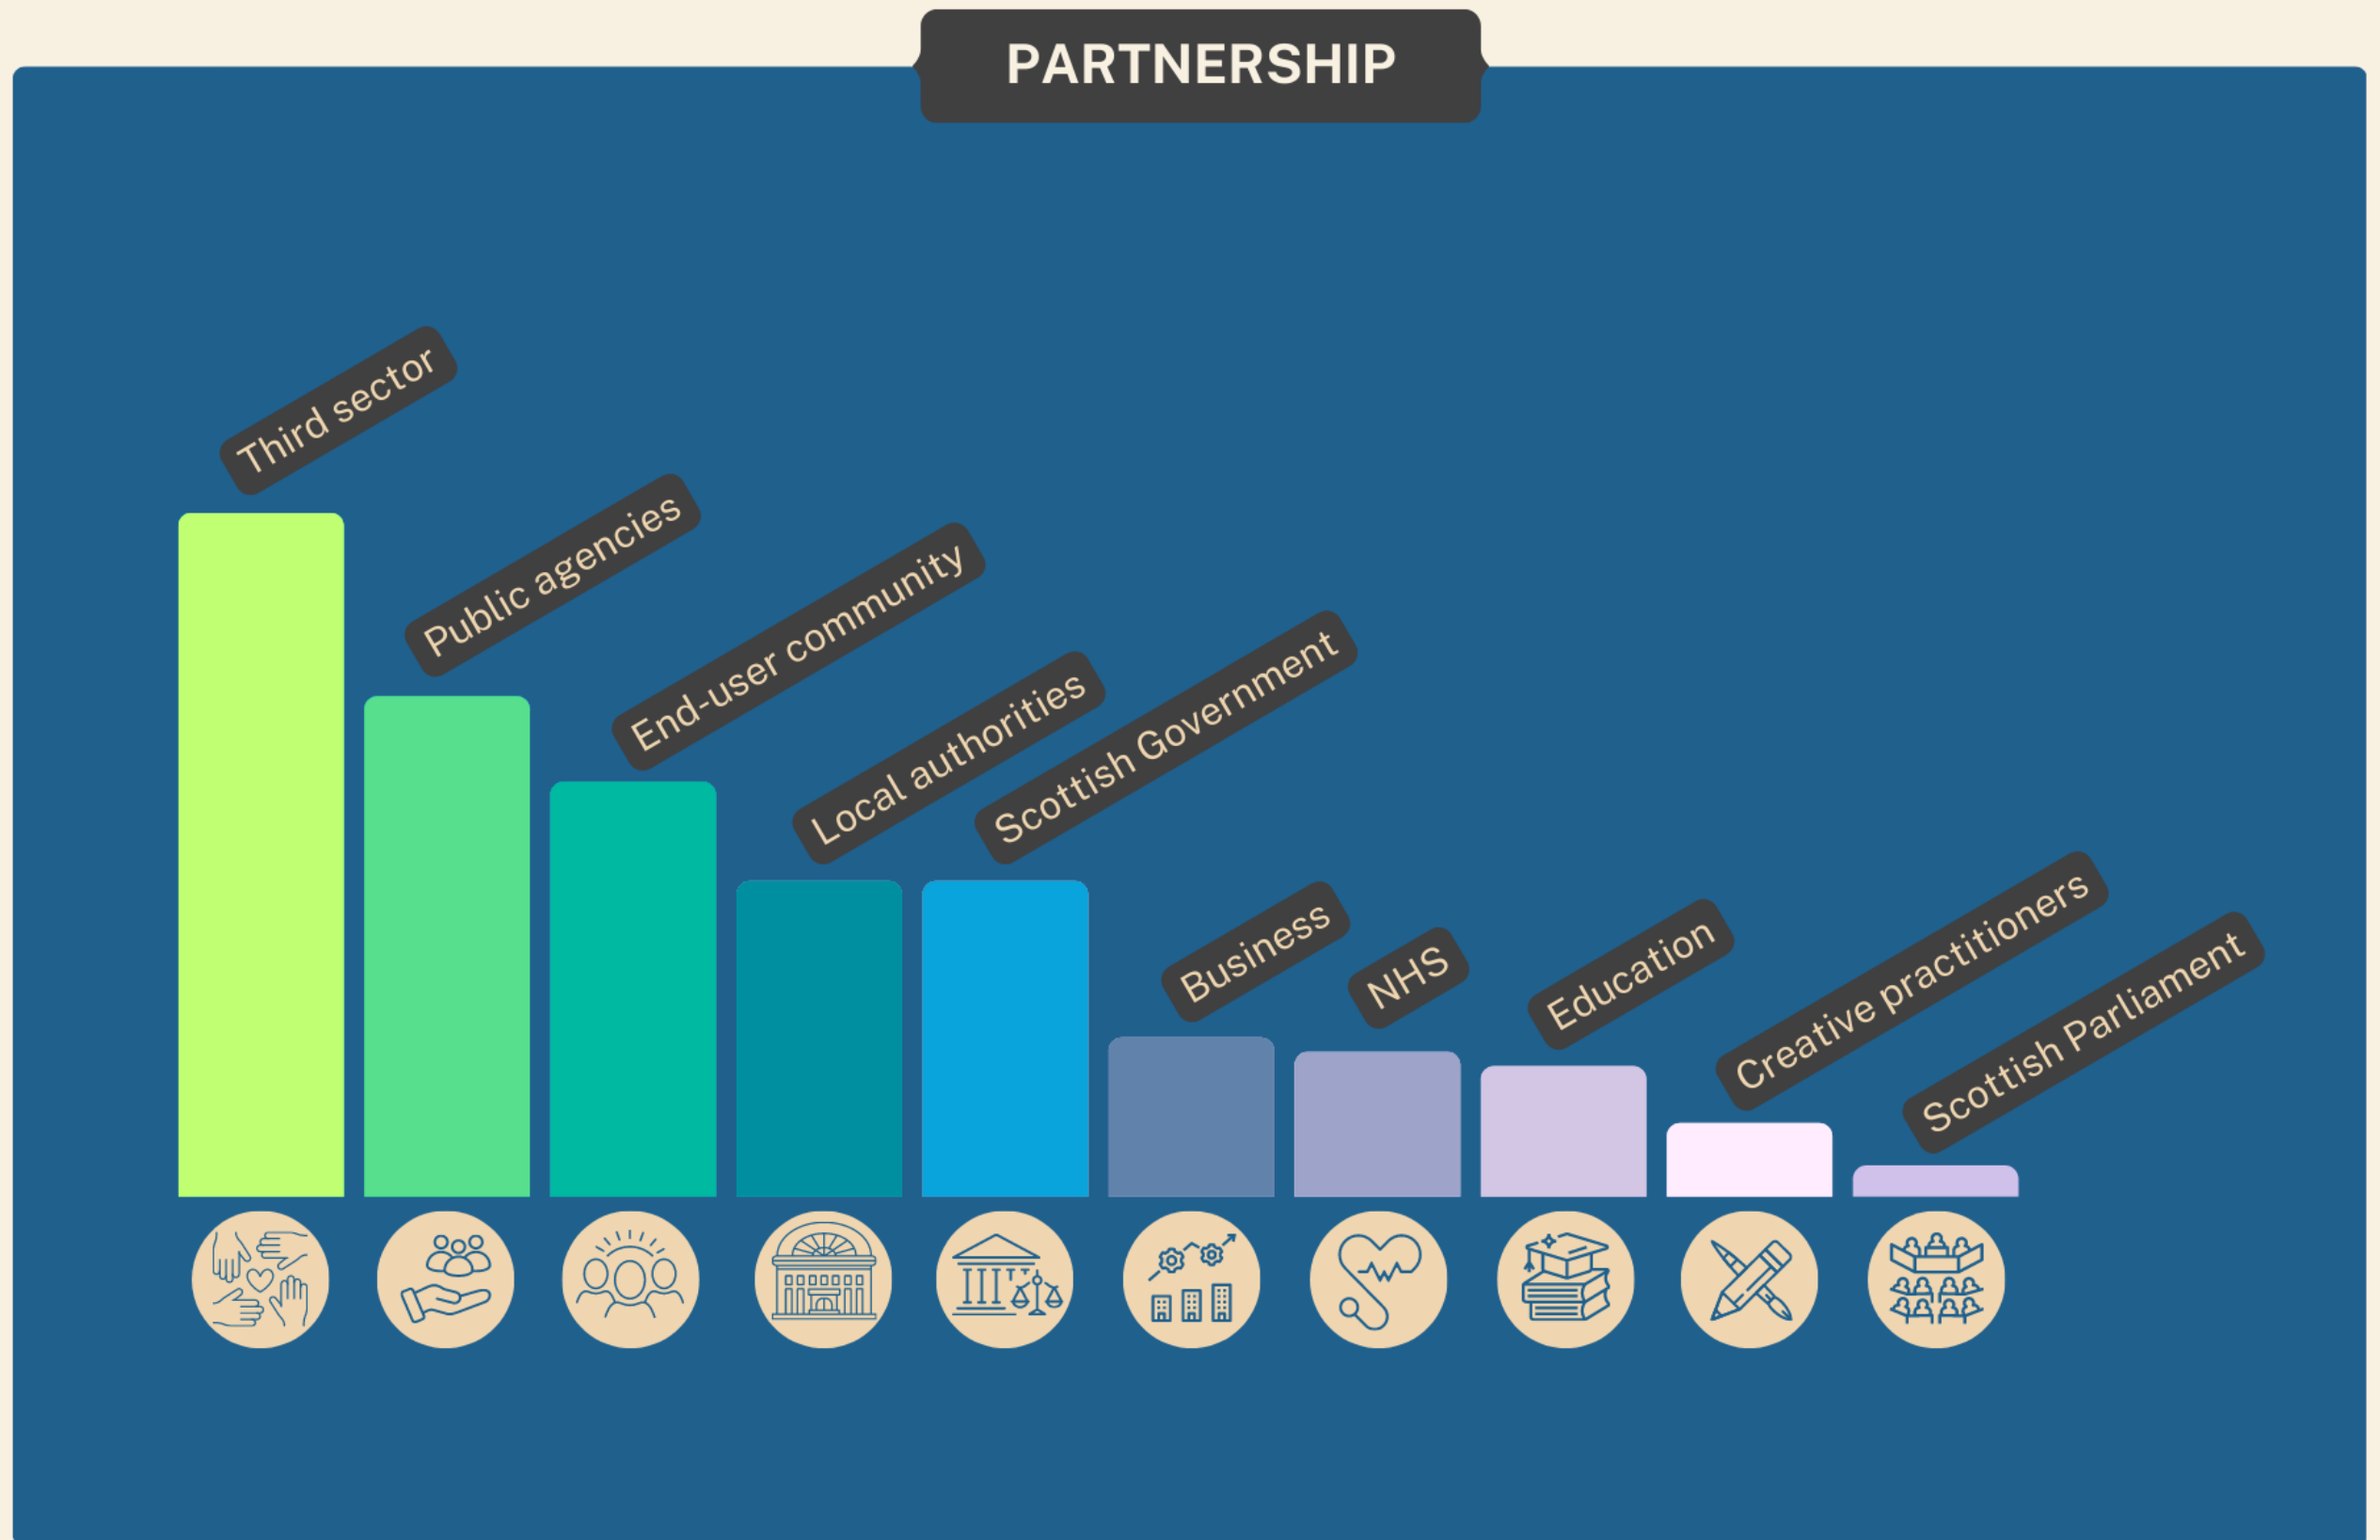 PARTNERSHIP
Third sector
Public agencies
End-user community
Local authorities
Scottish Government
Business
NHS
Education
Creative practitioners
Scottish Parliament